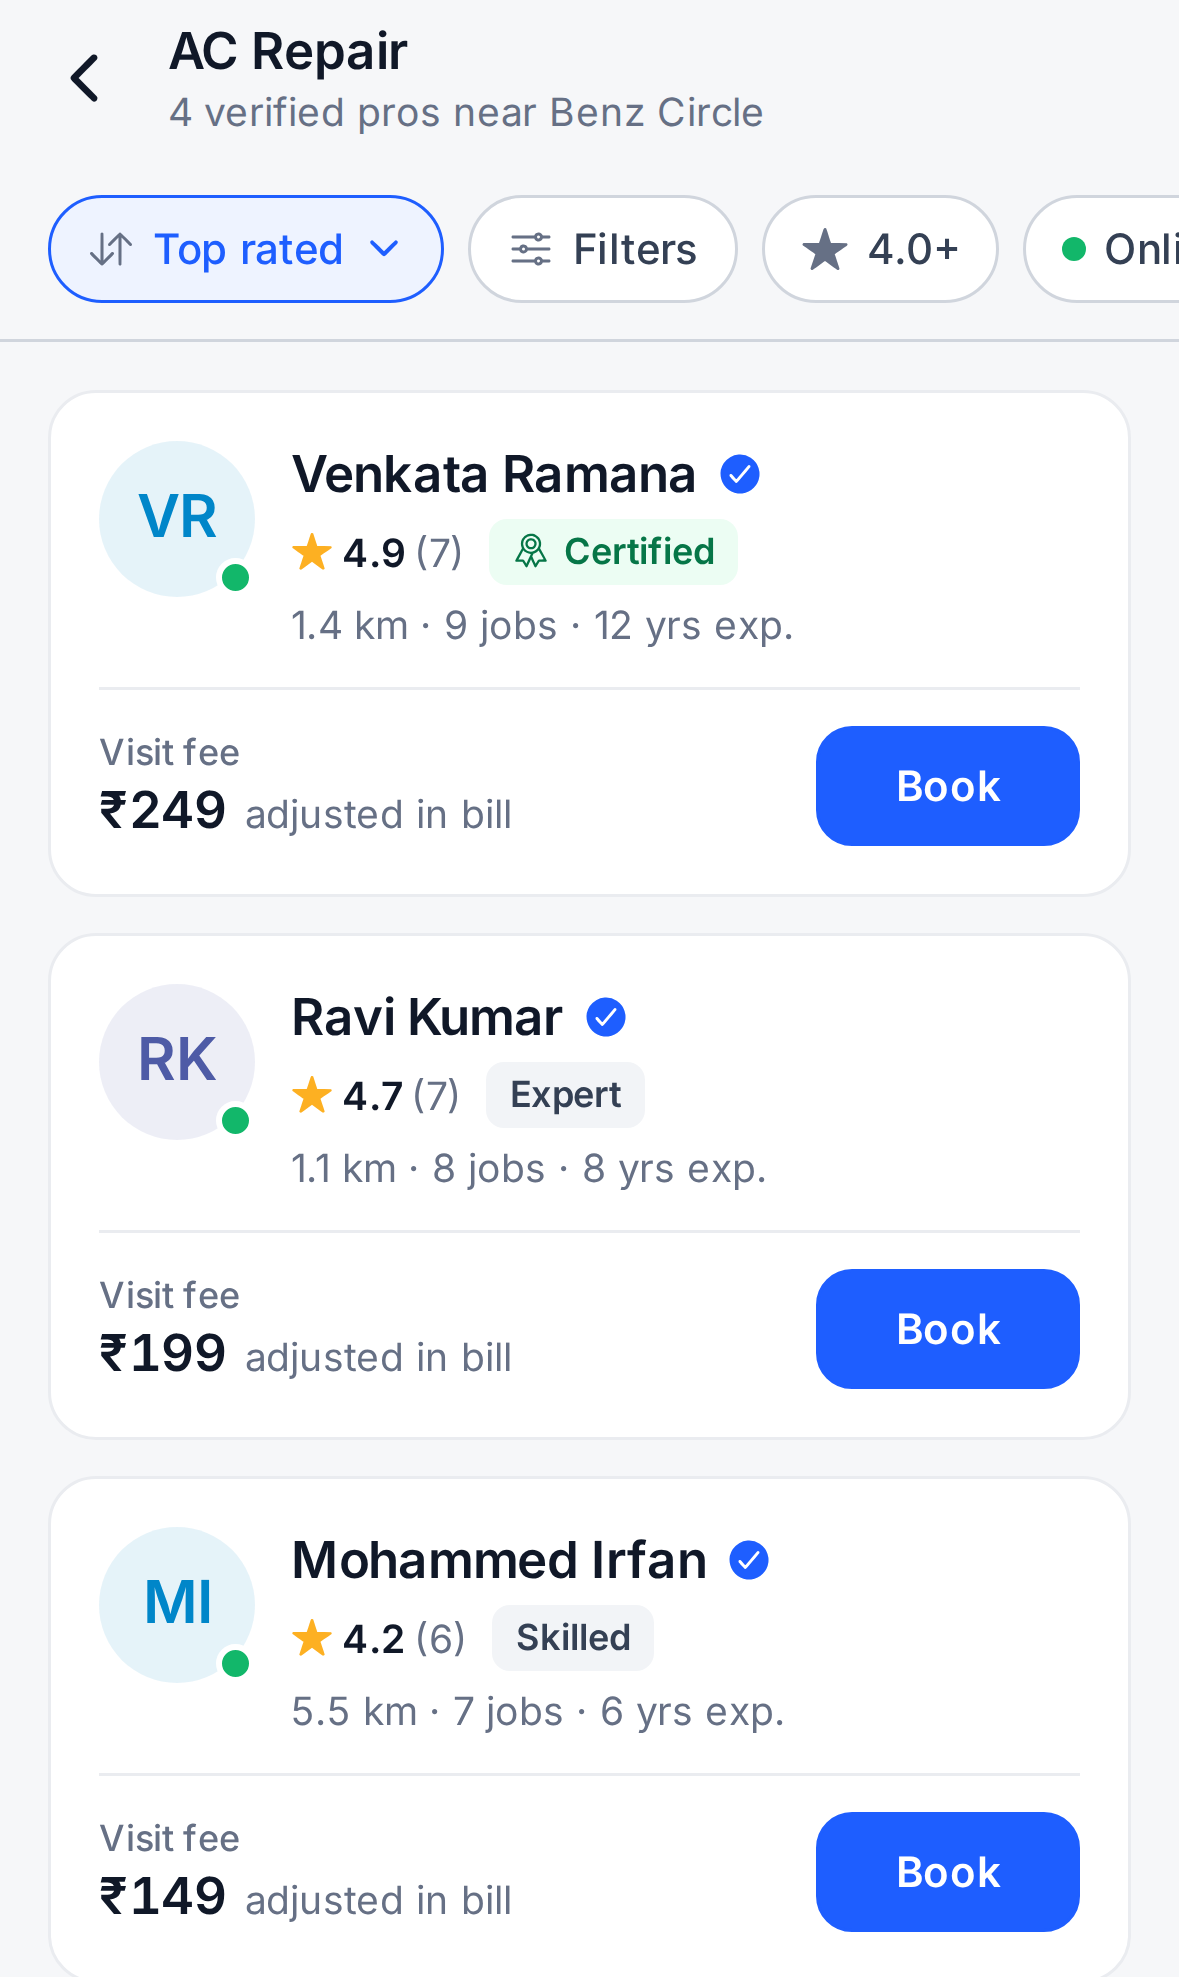 AC Repair
4 verified pros near Benz Circle
Top rated Filters 4.0+ Onli
VR
Venkata Ramana
4.9 (7) Certified
1.4 km · 9 jobs · 12 yrs exp.
Visit fee
₹249 adjusted in bill
Book
RK
Ravi Kumar
4.7 (7) Expert
1.1 km · 8 jobs · 8 yrs exp.
Visit fee
₹199 adjusted in bill
Book
MI
Mohammed Irfan
4.2 (6) Skilled
5.5 km · 7 jobs · 6 yrs exp.
Visit fee
₹149 adjusted in bill
Book